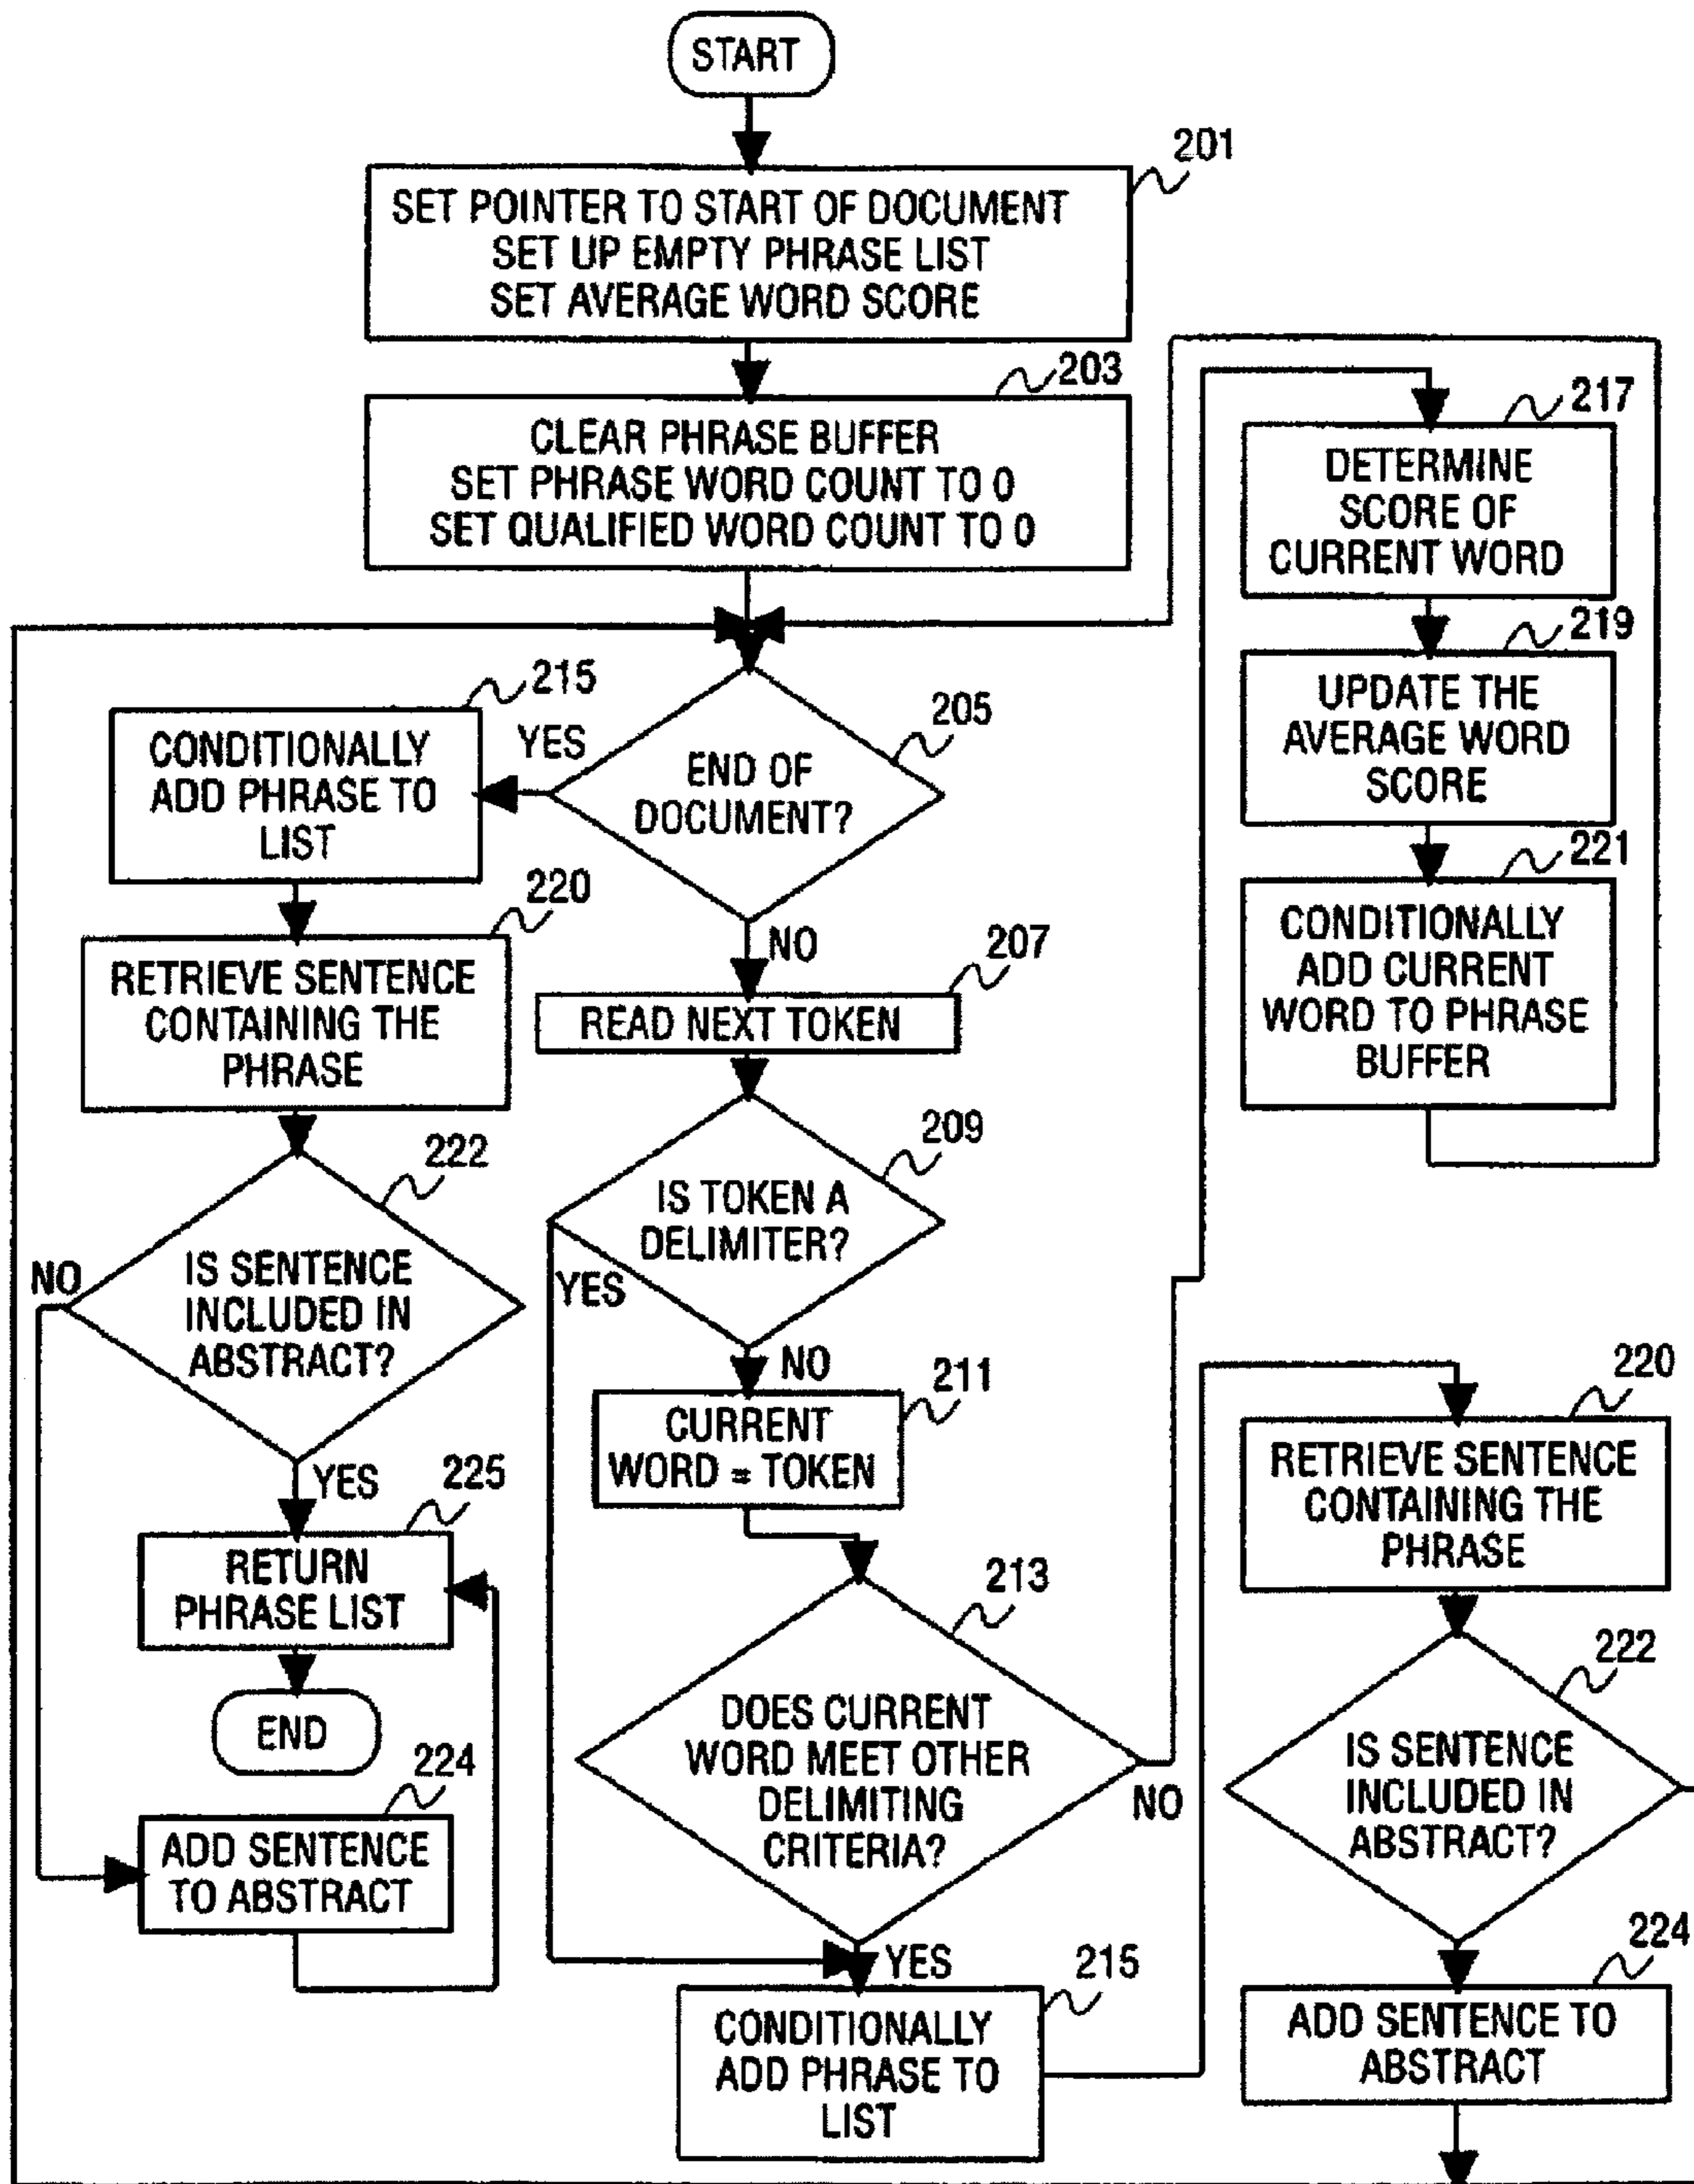 START
201
SET POINTER TO START OF DOCUMENT
SET UP EMPTY PHRASE LIST
SET AVERAGE WORD SCORE
203
CLEAR PHRASE BUFFER
SET PHRASE WORD COUNT TO 0
SET QUALIFIED WORD COUNT TO 0
205
END OF
DOCUMENT?
YES
NO
215
CONDITIONALLY
ADD PHRASE TO
LIST
220
RETRIEVE SENTENCE
CONTAINING THE
PHRASE
222
IS SENTENCE
INCLUDED IN
ABSTRACT?
NO
YES
225
RETURN
PHRASE LIST
END
224
ADD SENTENCE
TO ABSTRACT
207
READ NEXT TOKEN
209
IS TOKEN A
DELIMITER?
YES
NO
211
CURRENT
WORD = TOKEN
213
DOES CURRENT
WORD MEET OTHER
DELIMITING
CRITERIA?
NO
YES
215
CONDITIONALLY
ADD PHRASE TO
LIST
217
DETERMINE
SCORE OF
CURRENT WORD
219
UPDATE THE
AVERAGE WORD
SCORE
221
CONDITIONALLY
ADD CURRENT
WORD TO PHRASE
BUFFER
220
RETRIEVE SENTENCE
CONTAINING THE
PHRASE
222
IS SENTENCE
INCLUDED IN
ABSTRACT?
224
ADD SENTENCE TO
ABSTRACT